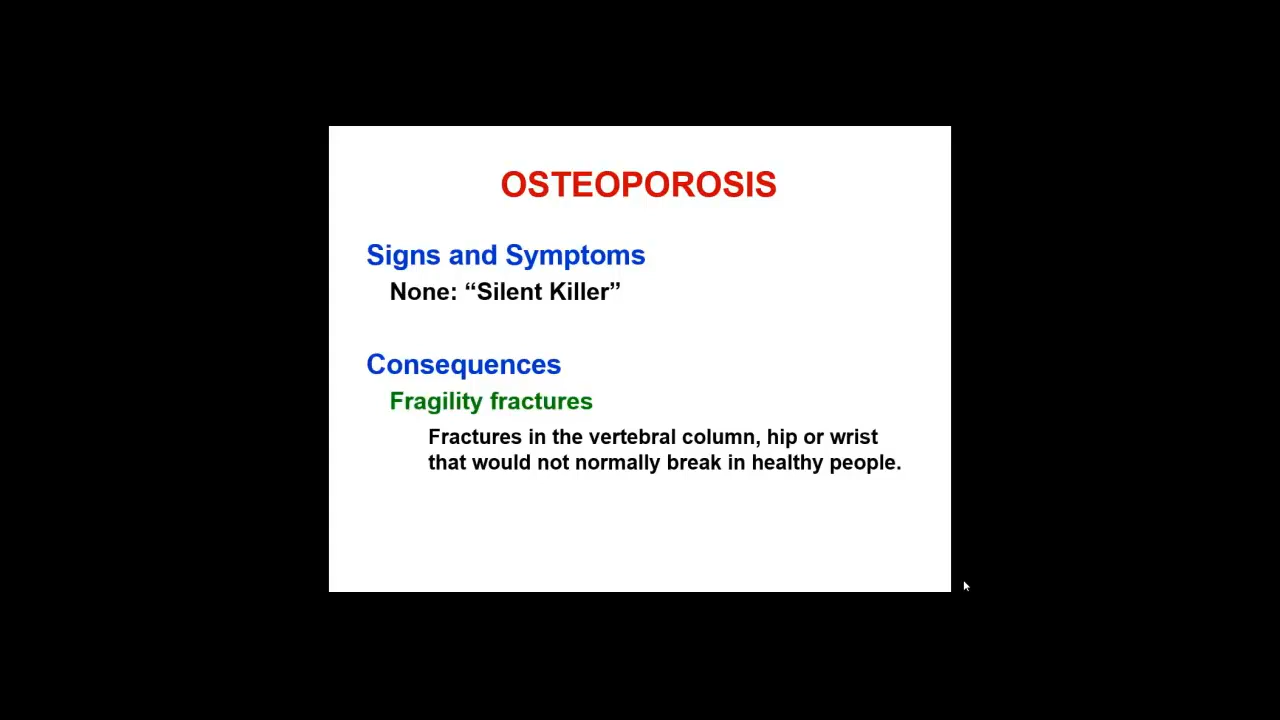 OSTEOPOROSIS
Signs and Symptoms
None: “Silent Killer”
Consequences
Fragility fractures
Fractures in the vertebral column, hip or wrist
that would not normally break in healthy people.